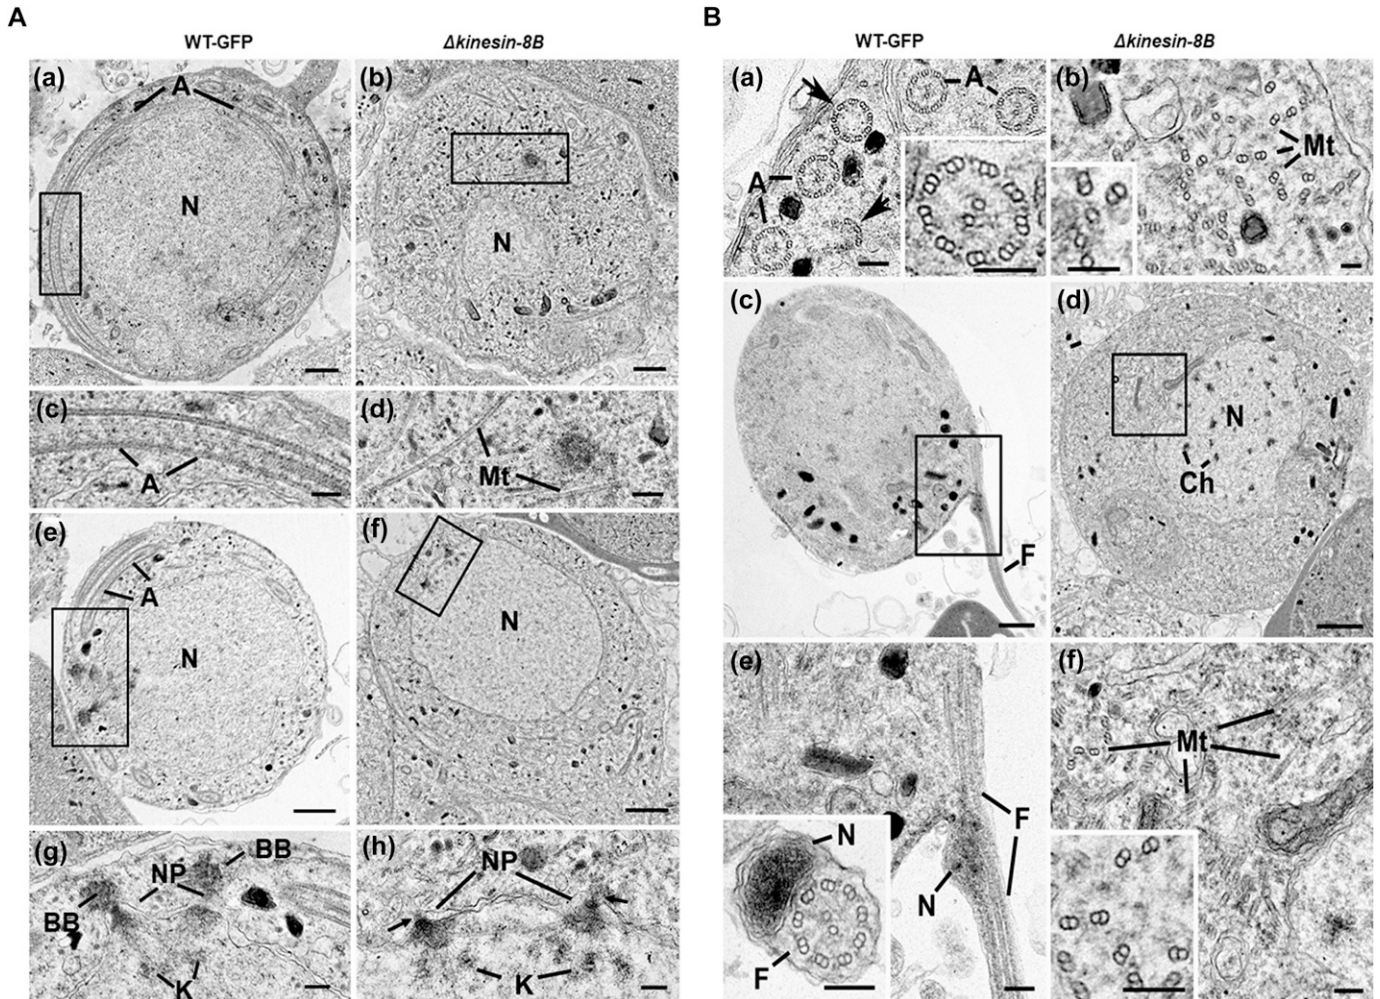 A
WT-GFP Δkinesin-8B
(a) A N
(b) N
(c) A
(d) Mt
(e) A N
(f) N
(g) BB NP BB K
(h) NP K
B
WT-GFP Δkinesin-8B
(a) A A
(b) Mt
(c) F
(d) N Ch
(e) F N N F
(f) Mt